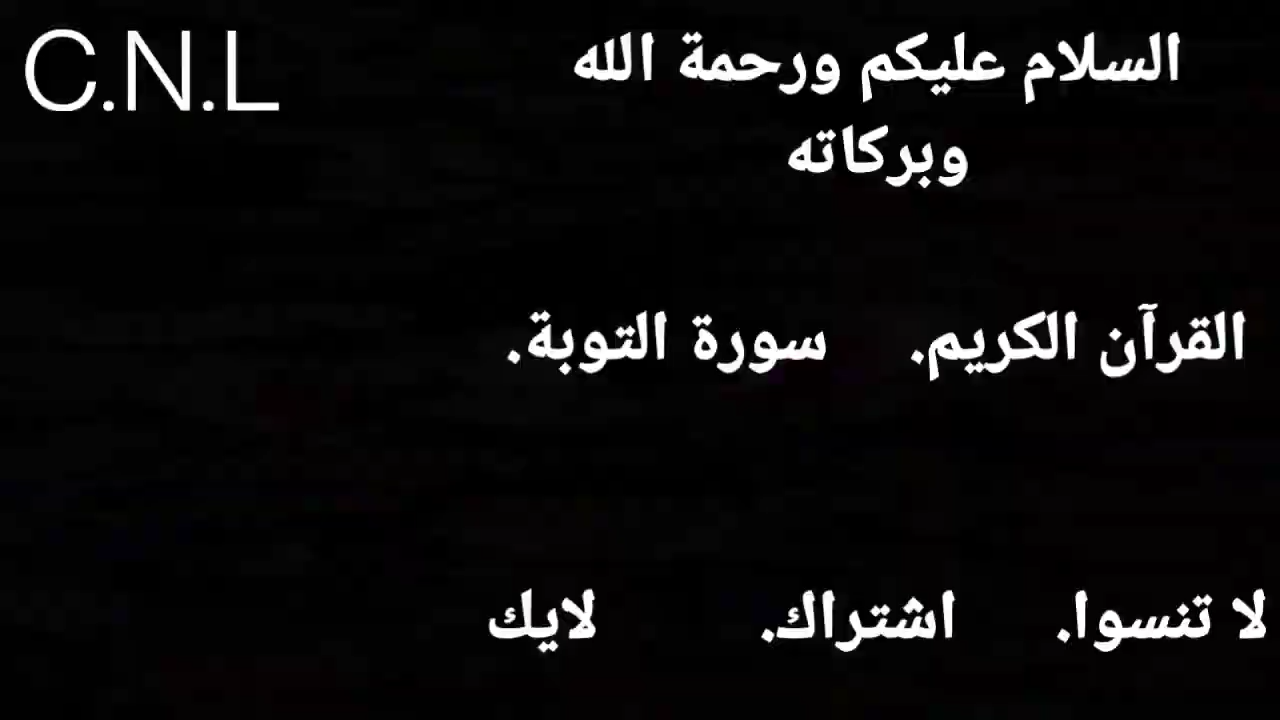 C.N.L
السلام عليكم ورحمة الله
وبركاته
القرآن الكريم. سورة التوبة.
لا تنسوا. اشتراك. لايك